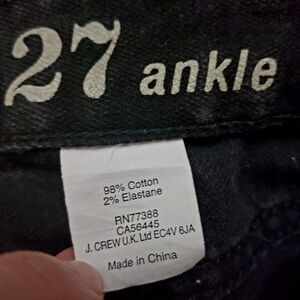 27 ankle
98% Cotton
2% Elastane
RN77388
CA56445
J. CREW U.K. Ltd EC4V 6JA
Made in China